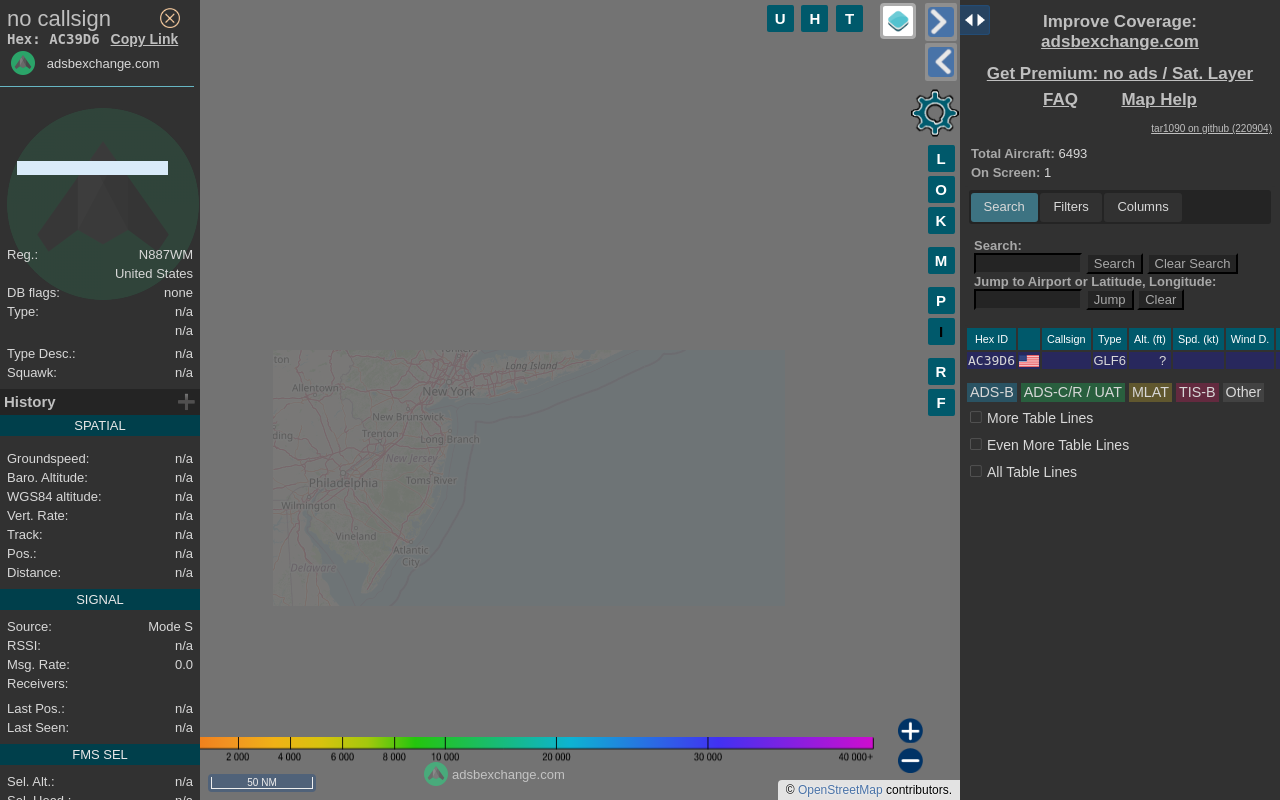 no callsign
Hex: AC39D6 Copy Link
adsbexchange.com
Reg.: N887WM
United States
DB flags: none
Type: n/a
n/a
Type Desc.: n/a
Squawk: n/a
History
SPATIAL
Groundspeed: n/a
Baro. Altitude: n/a
WGS84 altitude: n/a
Vert. Rate: n/a
Track: n/a
Pos.: n/a
Distance: n/a
SIGNAL
Source: Mode S
RSSI: n/a
Msg. Rate: 0.0
Receivers:
Last Pos.: n/a
Last Seen: n/a
FMS SEL
Sel. Alt.: n/a
Sel. Head.: n/a
U H T
L
O
K
M
P
I
R
F
Long Island
Allentown
New York
New Brunswick
Trenton
Long Branch
New Jersey
Philadelphia
Toms River
Wilmington
Vineland
Atlantic
City
Delaware
2 000 4 000 6 000 8 000 10 000 20 000 30 000 40 000+
adsbexchange.com
50 NM
© OpenStreetMap contributors.
Improve Coverage:
adsbexchange.com
Get Premium: no ads / Sat. Layer
FAQ Map Help
tar1090 on github (220904)
Total Aircraft: 6493
On Screen: 1
Search Filters Columns
Search:
Search Clear Search
Jump to Airport or Latitude, Longitude:
Jump Clear
Hex ID Callsign Type Alt. (ft) Spd. (kt) Wind D.
AC39D6 GLF6 ?
ADS-B ADS-C/R / UAT MLAT TIS-B Other
More Table Lines
Even More Table Lines
All Table Lines